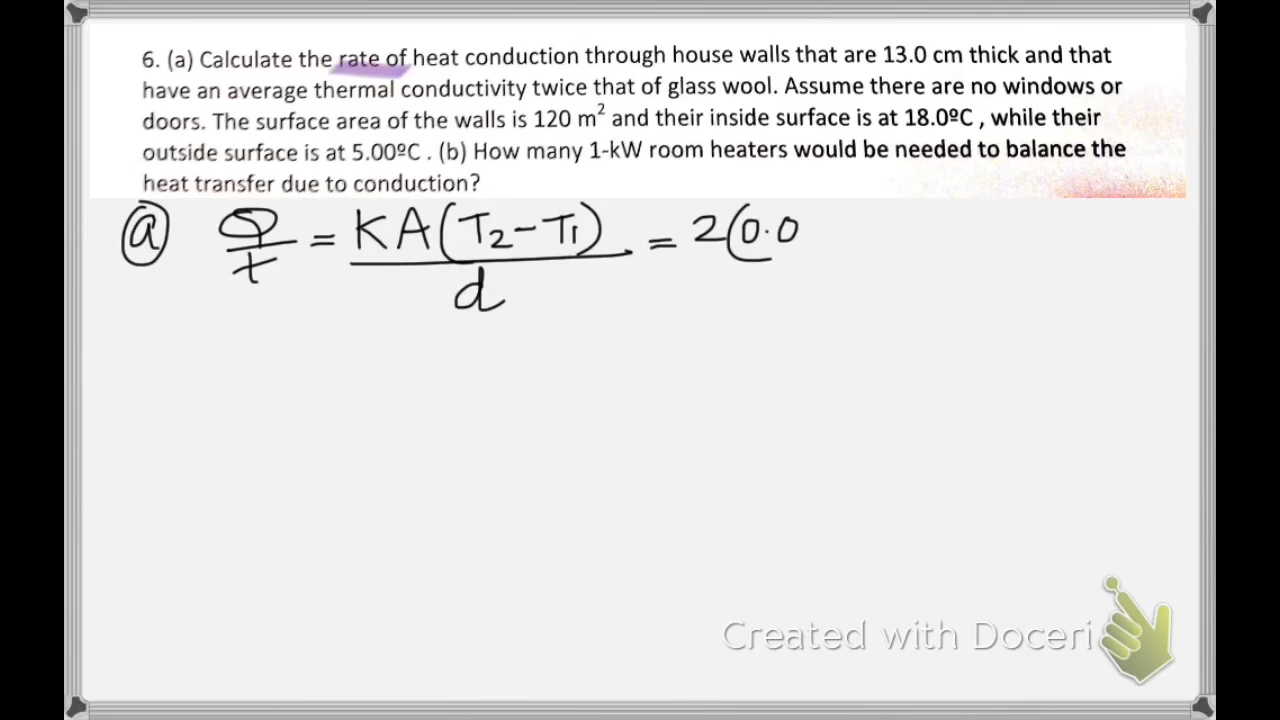 6. (a) Calculate the rate of heat conduction through house walls that are 13.0 cm thick and that
have an average thermal conductivity twice that of glass wool. Assume there are no windows or
doors. The surface area of the walls is 120 m² and their inside surface is at 18.0ºC , while their
outside surface is at 5.00ºC . (b) How many 1-kW room heaters would be needed to balance the
heat transfer due to conduction?
ⓐ Q/t = KA(T₂-T₁)/d = 2(0.0
Created with Doceri